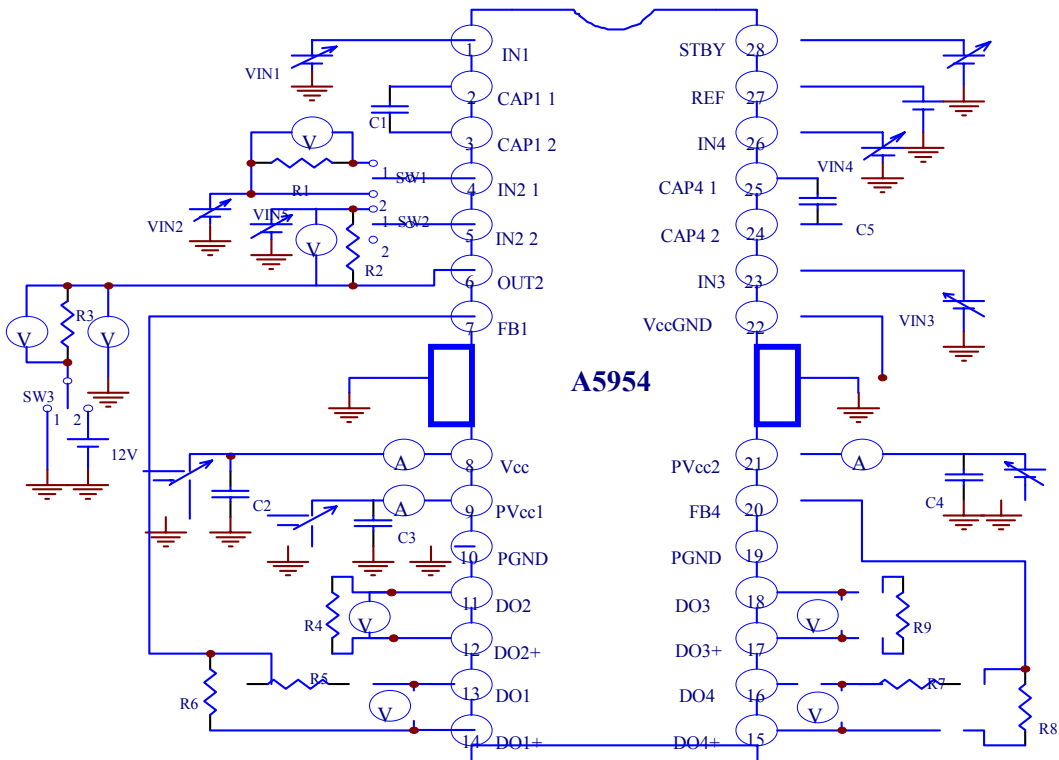 1 IN1
STBY 28
VIN1
2 CAP1 1
REF 27
C1
3 CAP1 2
IN4 26
V
VIN4
1 SW1
R1
4 IN2 1
CAP4 1 25
2
VIN2
VIN5
1 SW2
5 IN2 2
CAP4 2 24
C5
V
2
R2
6 OUT2
IN3 23
V
R3
V
7 FB1
VccGND 22
VIN3
A5954
SW3
1 2
12V
A
8 Vcc
PVcc2 21
A
C2
A
9 PVcc1
FB4 20
C4
C3
10 PGND
PGND 19
11 DO2
DO3 18
R4
V
V
R9
12 DO2+
DO3+ 17
R5
13 DO1
DO4 16
R7
R6
V
V
R8
14 DO1+
DO4+ 15